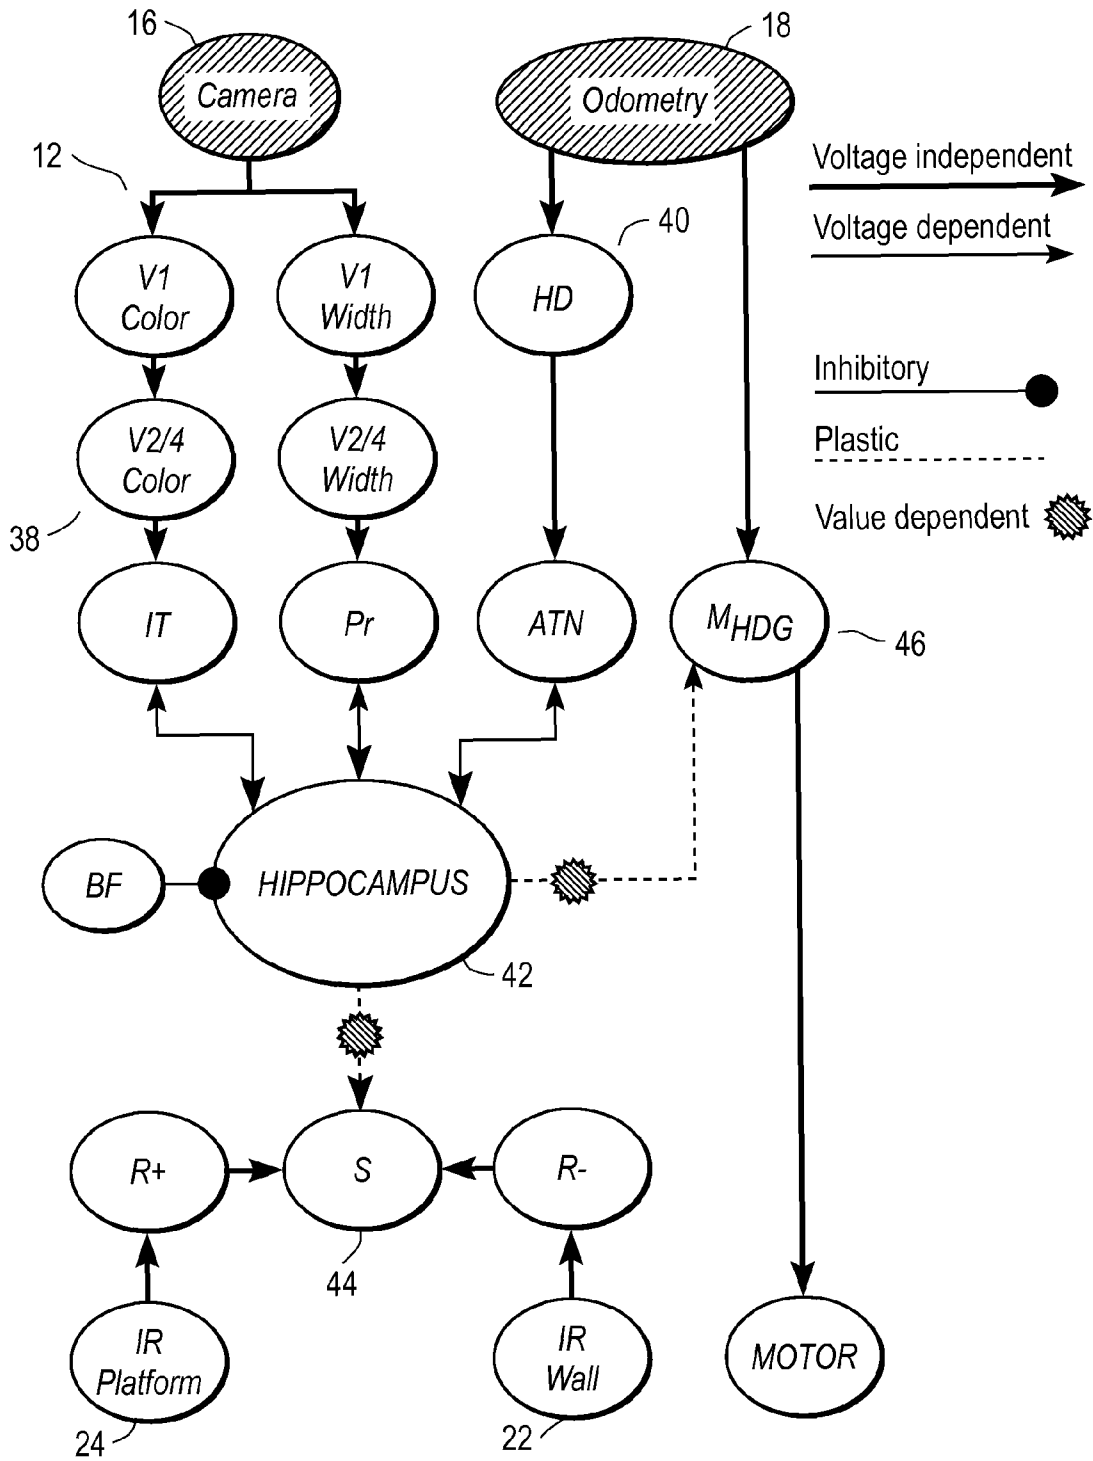 16
18
Camera
Odometry
12
Voltage independent
40
Voltage dependent
V1
Color
V1
Width
HD
Inhibitory
V2/4
Color
V2/4
Width
Plastic
38
Value dependent
IT
Pr
ATN
MHDG
46
BF
HIPPOCAMPUS
42
R+
S
R-
44
IR
Platform
IR
Wall
MOTOR
24
22